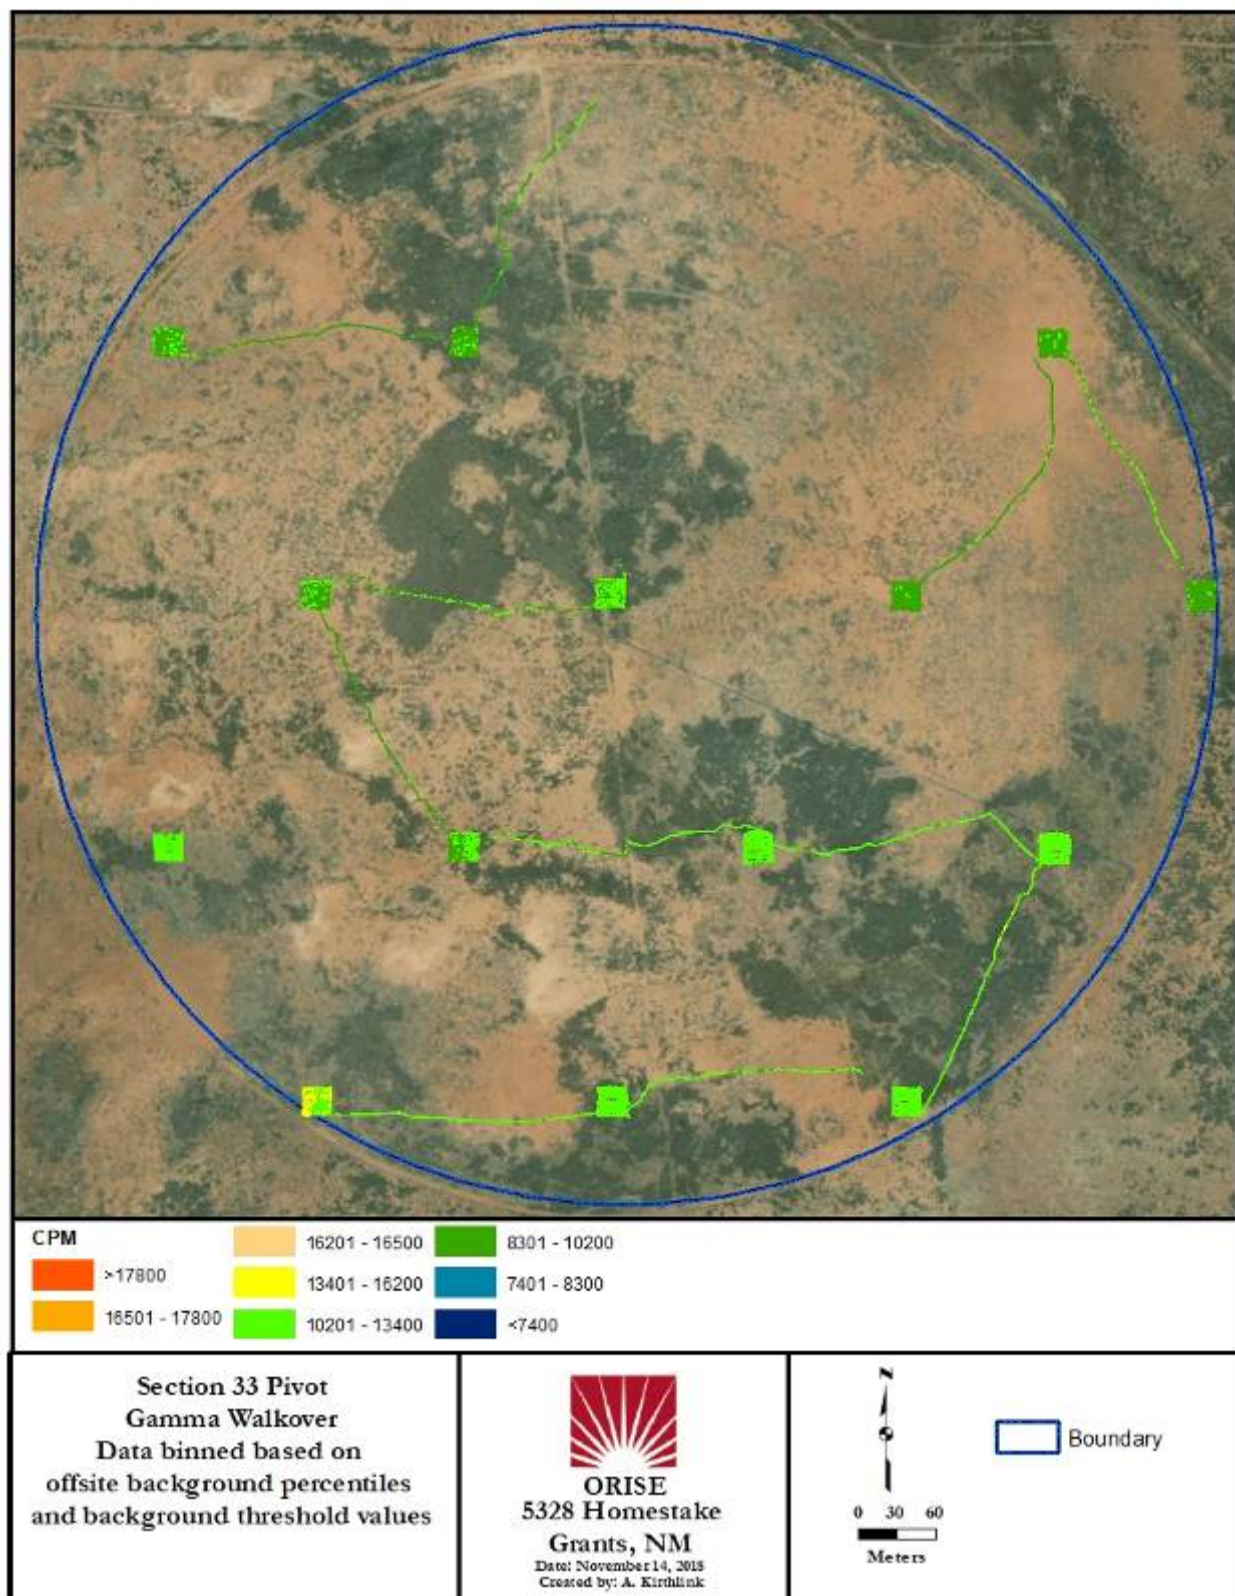 CPM
>17800
16501 - 17800
16201 - 16500
13401 - 16200
10201 - 13400
8301 - 10200
7401 - 8300
<7400
Section 33 Pivot
Gamma Walkover
Data binned based on
offsite background percentiles
and background threshold values
ORISE
5328 Homestake
Grants, NM
Date: November 14, 2018
Created by: A. Kirthlink
N
0 30 60
Meters
Boundary